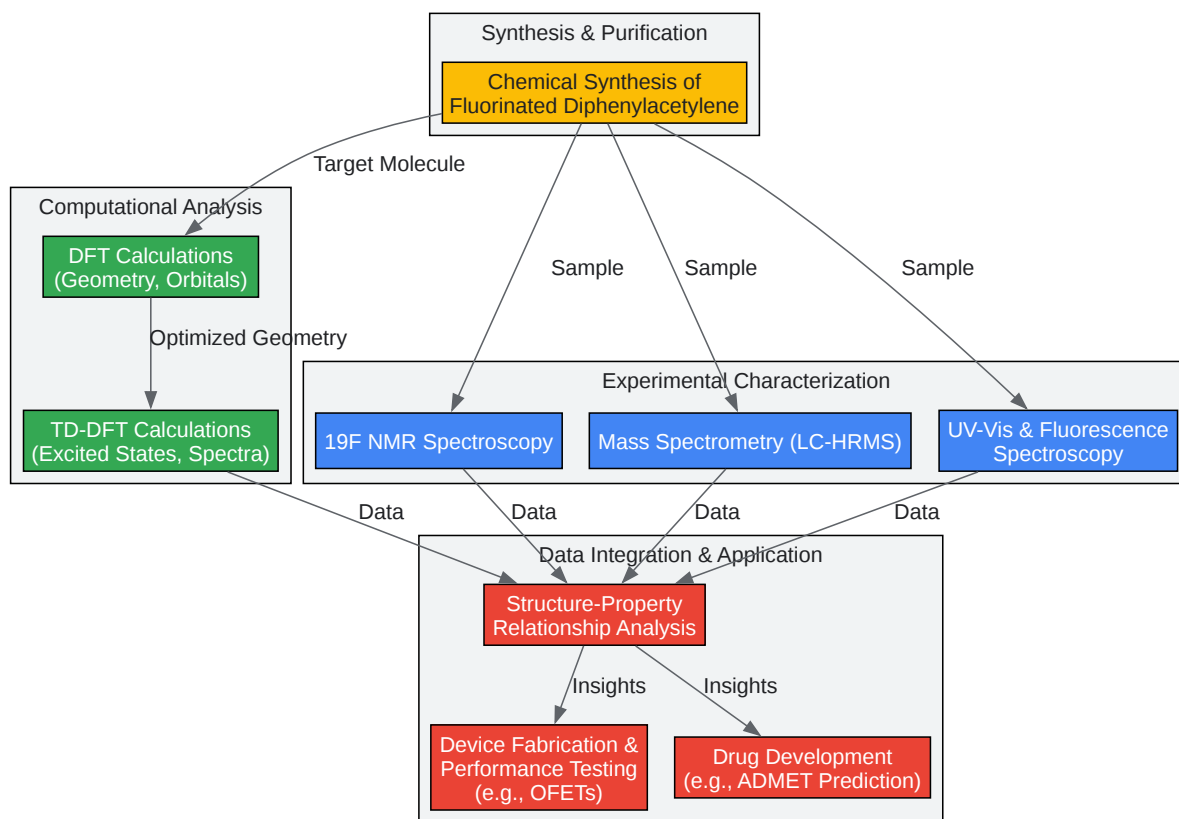 Synthesis & Purification
Chemical Synthesis of
Fluorinated Diphenylacetylene
Target Molecule
Computational Analysis
DFT Calculations
(Geometry, Orbitals)
Sample
Sample
Sample
Optimized Geometry
Experimental Characterization
TD-DFT Calculations
(Excited States, Spectra)
19F NMR Spectroscopy
Mass Spectrometry (LC-HRMS)
UV-Vis & Fluorescence
Spectroscopy
Data
Data
Data
Data
Data Integration & Application
Structure-Property
Relationship Analysis
Insights
Insights
Device Fabrication &
Performance Testing
(e.g., OFETs)
Drug Development
(e.g., ADMET Prediction)